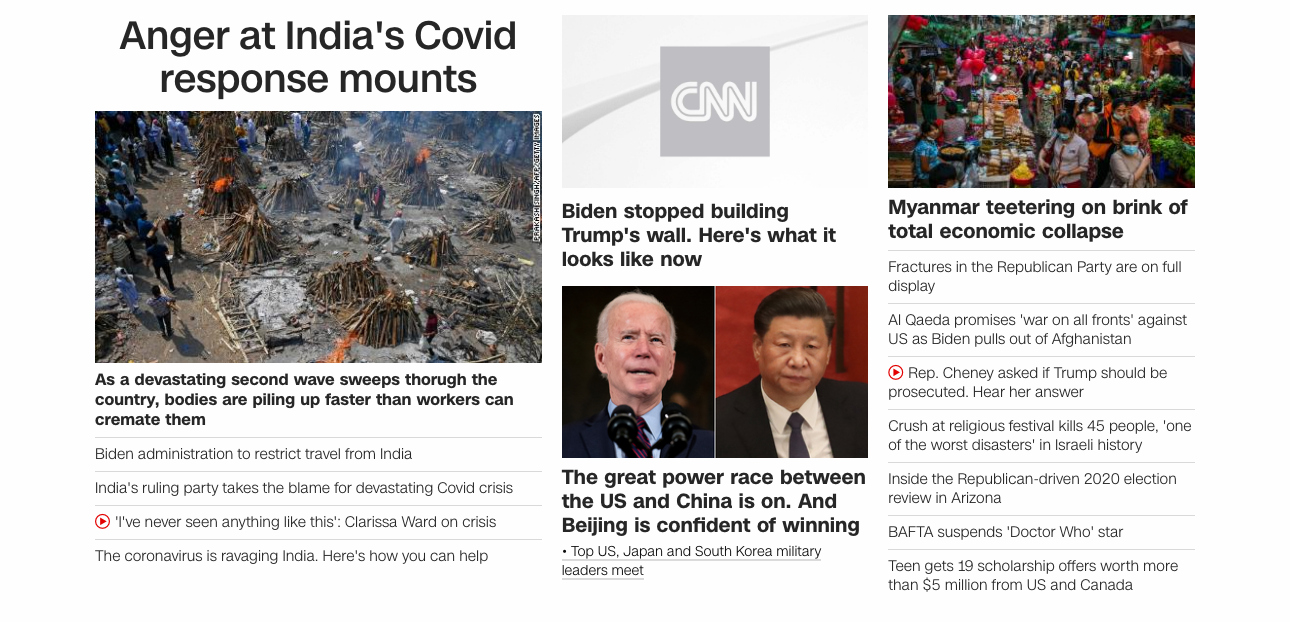 Anger at India's Covid
response mounts
PRAKASH SINGH/AFP/GETTY IMAGES
As a devastating second wave sweeps thorugh the
country, bodies are piling up faster than workers can
cremate them
Biden administration to restrict travel from India
India's ruling party takes the blame for devastating Covid crisis
'I've never seen anything like this': Clarissa Ward on crisis
The coronavirus is ravaging India. Here's how you can help
CNN
Biden stopped building
Trump's wall. Here's what it
looks like now
The great power race between
the US and China is on. And
Beijing is confident of winning
• Top US, Japan and South Korea military
leaders meet
Myanmar teetering on brink of
total economic collapse
Fractures in the Republican Party are on full
display
Al Qaeda promises 'war on all fronts' against
US as Biden pulls out of Afghanistan
Rep. Cheney asked if Trump should be
prosecuted. Hear her answer
Crush at religious festival kills 45 people, 'one
of the worst disasters' in Israeli history
Inside the Republican-driven 2020 election
review in Arizona
BAFTA suspends 'Doctor Who' star
Teen gets 19 scholarship offers worth more
than $5 million from US and Canada